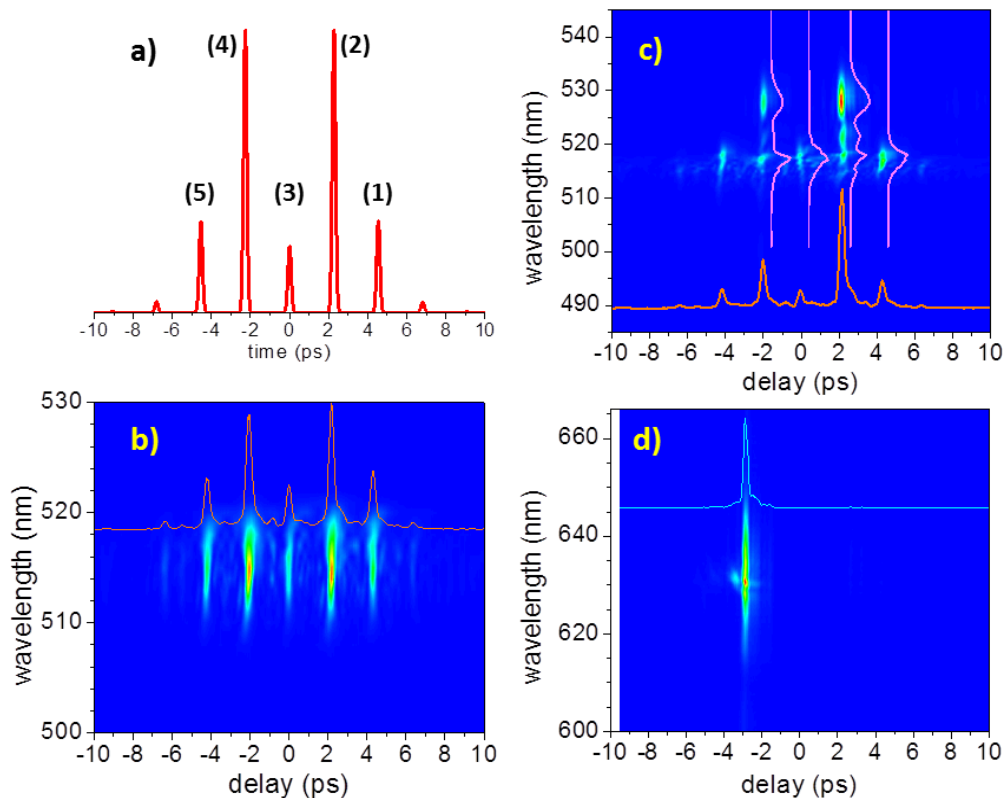 a)
(4)
(2)
(5)
(3)
(1)
-10 -8 -6 -4 -2 0 2 4 6 8 10
time (ps)
c)
540
530
520
510
500
490
wavelength (nm)
-10 -8 -6 -4 -2 0 2 4 6 8 10
delay (ps)
b)
530
520
510
500
wavelength (nm)
-10 -8 -6 -4 -2 0 2 4 6 8 10
delay (ps)
d)
660
640
620
600
wavelength (nm)
-10 -8 -6 -4 -2 0 2 4 6 8 10
delay (ps)